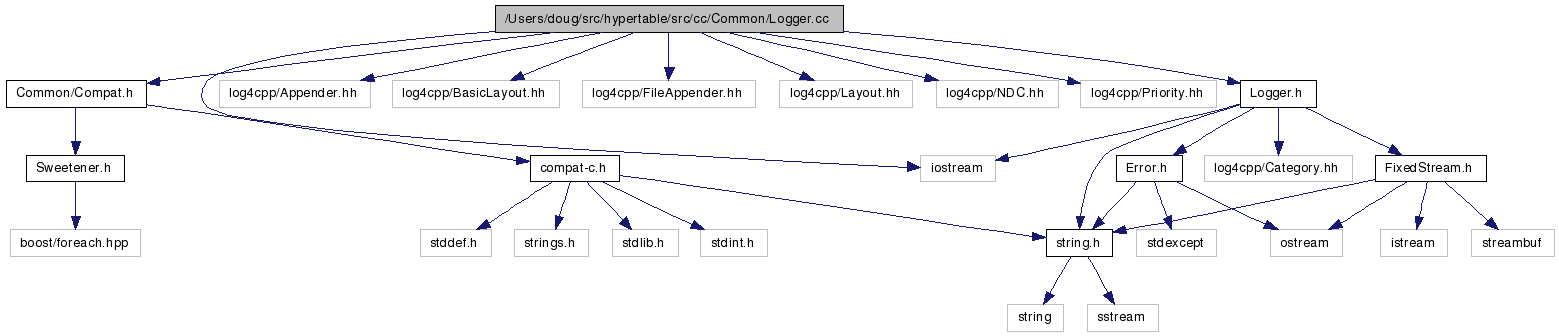 /Users/doug/src/hypertable/src/cc/Common/Logger.cc
Common/Compat.h
log4cpp/Appender.hh
log4cpp/BasicLayout.hh
log4cpp/FileAppender.hh
log4cpp/Layout.hh
log4cpp/NDC.hh
log4cpp/Priority.hh
Logger.h
Sweetener.h
compat-c.h
iostream
Error.h
log4cpp/Category.hh
FixedStream.h
boost/foreach.hpp
stddef.h
strings.h
stdlib.h
stdint.h
string.h
stdexcept
ostream
istream
streambuf
string
sstream